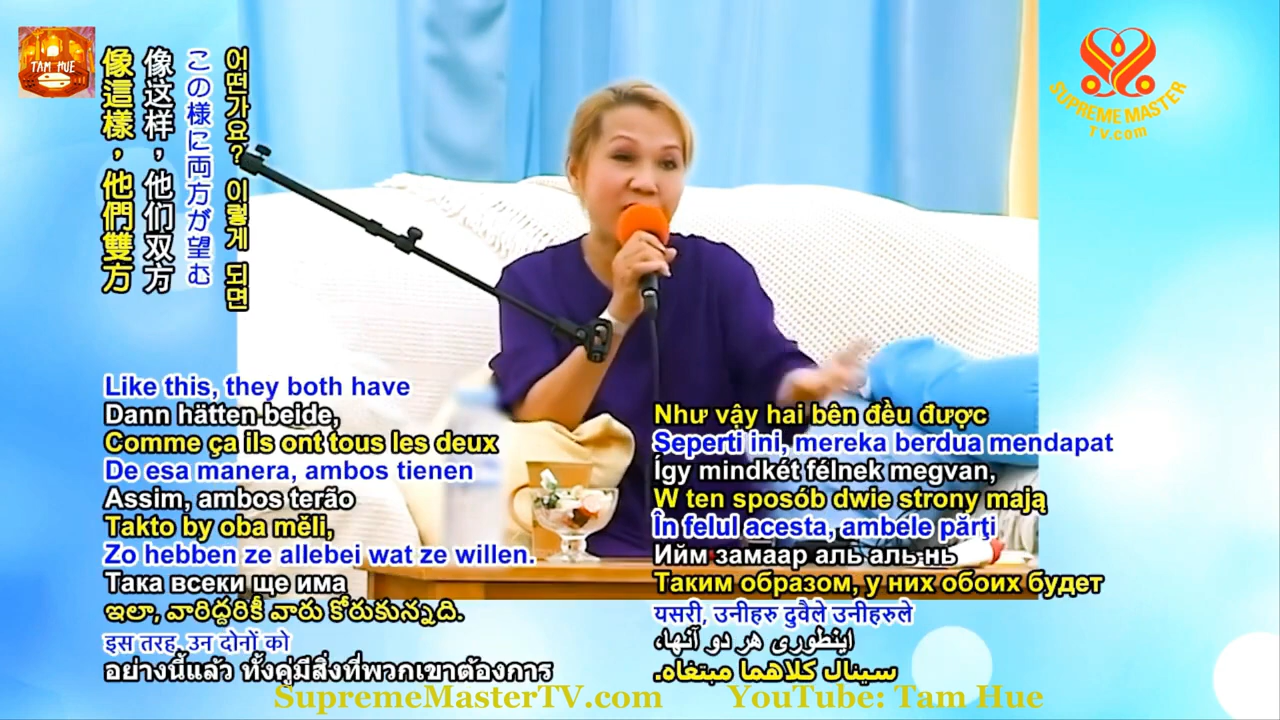 TAM HUE
像這樣，他們雙方
像这样，他们双方
この様に両方が望む
어떤가요? 이렇게 되면
SUPREME MASTER
TV.com
Like this, they both have
Dann hätten beide,
Comme ça ils ont tous les deux
De esa manera, ambos tienen
Assim, ambos terão
Takto by oba měli,
Zo hebben ze allebei wat ze willen.
Така всеки ще има
ఇలా, వారిద్దరికీ వారు కోరుకున్నది.
इस तरह, उन दोनों को
อย่างนี้แล้ว ทั้งคู่มีสิ่งที่พวกเขาต้องการ
Như vậy hai bên đều được
Seperti ini, mereka berdua mendapat
Így mindkét félnek megvan,
W ten sposób dwie strony mają
În felul acesta, ambele părţi
Ийм замаар аль аль нь
Таким образом, у них обоих будет
यसरी, उनीहरु दुवैले उनीहरुले
اینطوری هر دو آنها،
سينال كلاهما مبتغاه.
SupremeMasterTV.com YouTube: Tam Hue